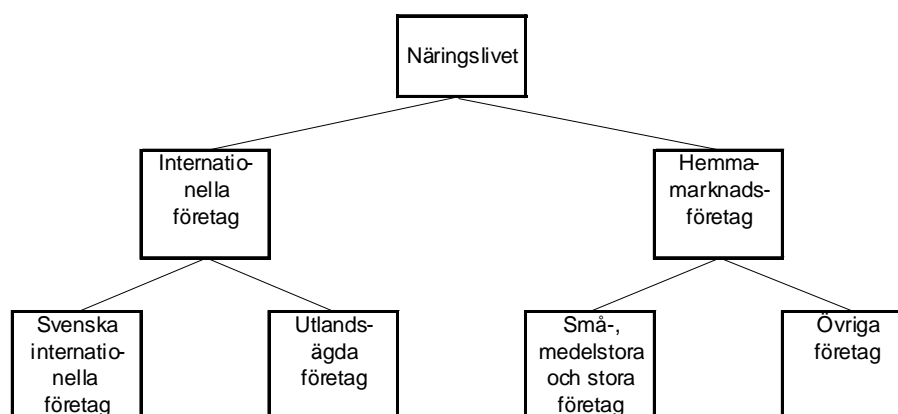 Näringslivet
Internatio-
nella
företag
Hemma-
marknads-
företag
Svenska
internatio-
nella
företag
Utlands-
ägda
företag
Små-,
medelstora
och stora
företag
Övriga
företag